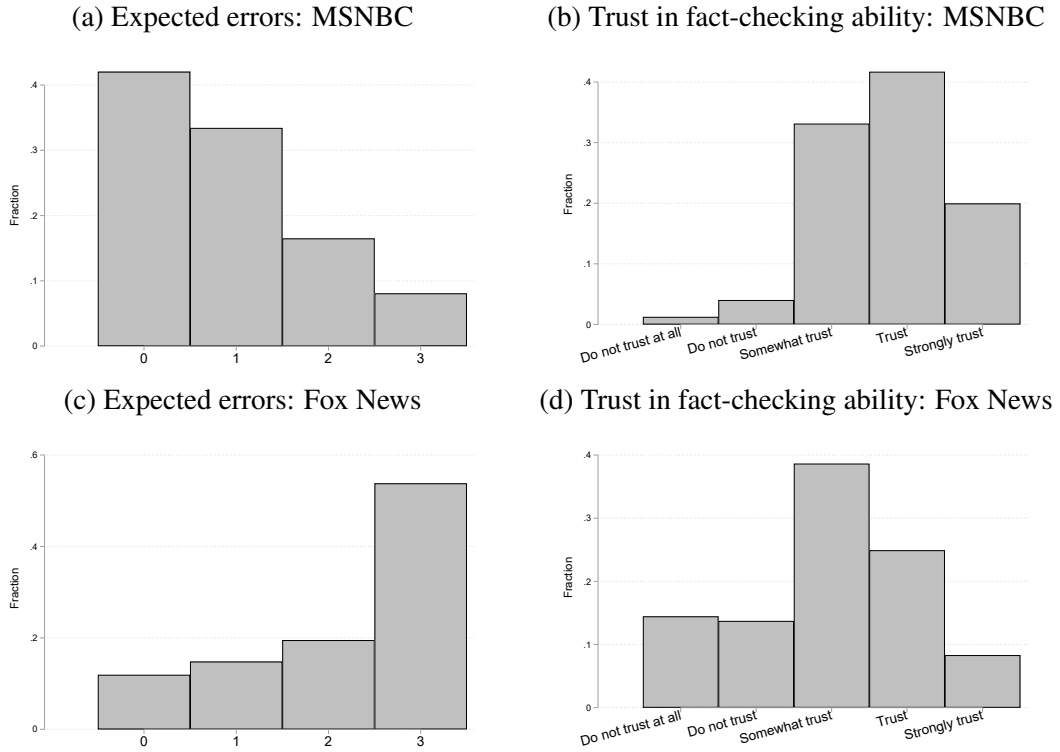 (a) Expected errors: MSNBC
Fraction
.4
.3
.2
.1
0
0 1 2 3
(b) Trust in fact-checking ability: MSNBC
Fraction
.4
.3
.2
.1
0
Do not trust at all
Do not trust
Somewhat trust
Trust
Strongly trust
(c) Expected errors: Fox News
Fraction
.6
.4
.2
0
0 1 2 3
(d) Trust in fact-checking ability: Fox News
Fraction
.4
.3
.2
.1
0
Do not trust at all
Do not trust
Somewhat trust
Trust
Strongly trust